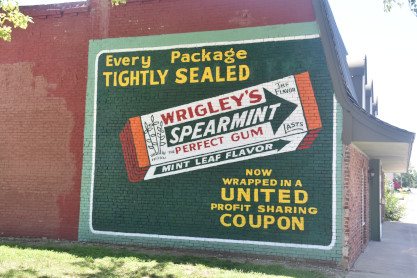 Every Package
TIGHTLY SEALED
WRIGLEY'S
SPEARMINT
THE PERFECT GUM
MINT LEAF FLAVOR
THE
FLAVOR
LASTS
NOW
WRAPPED IN A
UNITED
PROFIT SHARING
COUPON